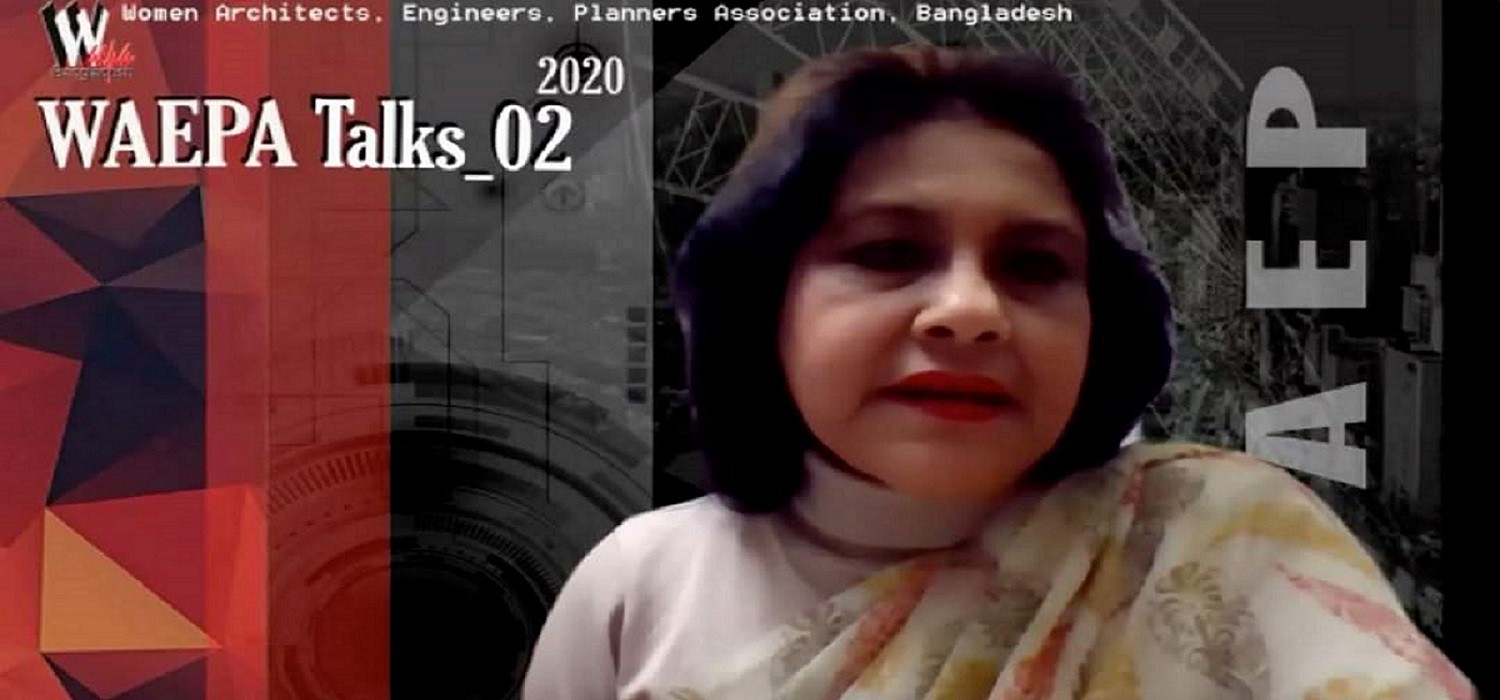 Women Architects, Engineers, Planners Association, Bangladesh
W
2020
WAEPA Talks_02
AEP